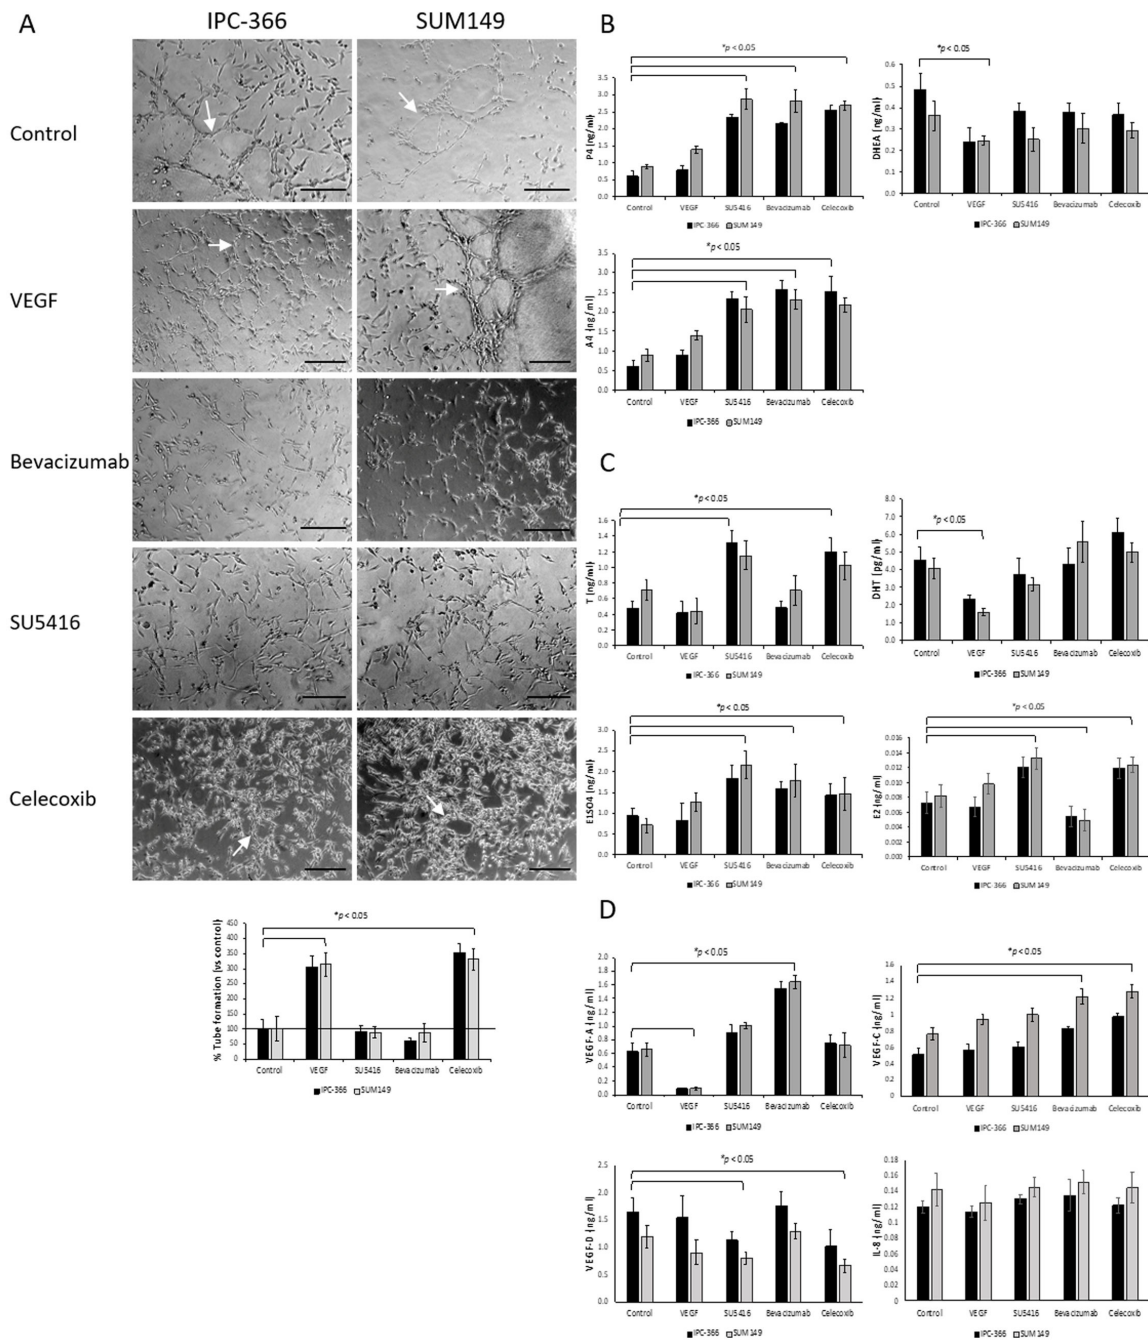 A
IPC-366 SUM149
Control
VEGF
Bevacizumab
SU5416
Celecoxib
*p < 0.05
% Tube formation (vs control)
450
400
350
300
250
200
150
100
50
0
Control VEGF SU5416 Bevacizumab Celecoxib
IPC-366 SUM149
B
*p < 0.05
P4 (ng/ml)
3.5
3.0
2.5
2.0
1.5
1.0
0.5
0.0
Control VEGF SU5416 Bevacizumab Celecoxib
IPC-366 SUM149
*p < 0.05
DHEA (ng/ml)
0.6
0.5
0.4
0.3
0.2
0.1
0
Control VEGF SU5416 Bevacizumab Celecoxib
IPC-366 SUM149
*p < 0.05
A4 (ng/ml)
3.5
3.0
2.5
2.0
1.5
1.0
0.5
0.0
Control VEGF SU5416 Bevacizumab Celecoxib
IPC-366 SUM149
C
*p < 0.05
T (ng/ml)
1.6
1.4
1.2
1.0
0.8
0.6
0.4
0.2
0.0
Control VEGF SU5416 Bevacizumab Celecoxib
IPC-366 SUM149
*p < 0.05
DHT (pg/ml)
8.0
7.0
6.0
5.0
4.0
3.0
2.0
1.0
0.0
Control VEGF SU5416 Bevacizumab Celecoxib
IPC-366 SUM149
*p < 0.05
E1SO4 (ng/ml)
3.0
2.5
2.0
1.5
1.0
0.5
0.0
Control VEGF SU5416 Bevacizumab Celecoxib
IPC-366 SUM149
*p < 0.05
E2 (ng/ml)
0.016
0.014
0.012
0.010
0.008
0.006
0.004
0.002
0.000
Control VEGF SU5416 Bevacizumab Celecoxib
IPC-366 SUM149
D
*p < 0.05
VEGF-A (ng/ml)
2.0
1.8
1.6
1.4
1.2
1.0
0.8
0.6
0.4
0.2
0.0
Control VEGF SU5416 Bevacizumab Celecoxib
IPC-366 SUM149
*p < 0.05
VEGF-C (ng/ml)
1.6
1.4
1.2
1
0.8
0.6
0.4
0.2
0
Control VEGF SU5416 Bevacizumab Celecoxib
IPC-366 SUM149
*p < 0.05
VEGF-D (ng/ml)
2.5
2.0
1.5
1.0
0.5
0.0
Control VEGF SU5416 Bevacizumab Celecoxib
IPC-366 SUM149
IL-8 (ng/ml)
0.18
0.16
0.14
0.12
0.10
0.08
0.06
0.04
0.02
0
Control VEGF SU5416 Bevacizumab Celecoxib
IPC-366 SUM149